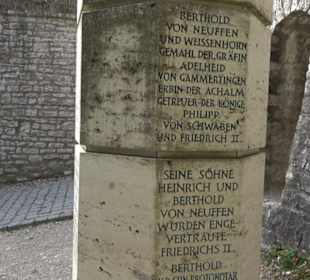 BERTHOLD
VON NEUFFEN
UND WEISSENHORN
GEMAHL DER GRÄFIN
ADELHEID
VON GAMMERTINGEN
ERBIN DER ACHALM
GETREUER DER KÖNIGE
PHILIPP
VON SCHWABEN
UND FRIEDRICH II.
SEINE SÖHNE
HEINRICH UND
BERTHOLD
VON NEUFFEN
WURDEN ENGE
VERTRAUTE
FRIEDRICHS II.
BERTHOLD
PROTONOTAR